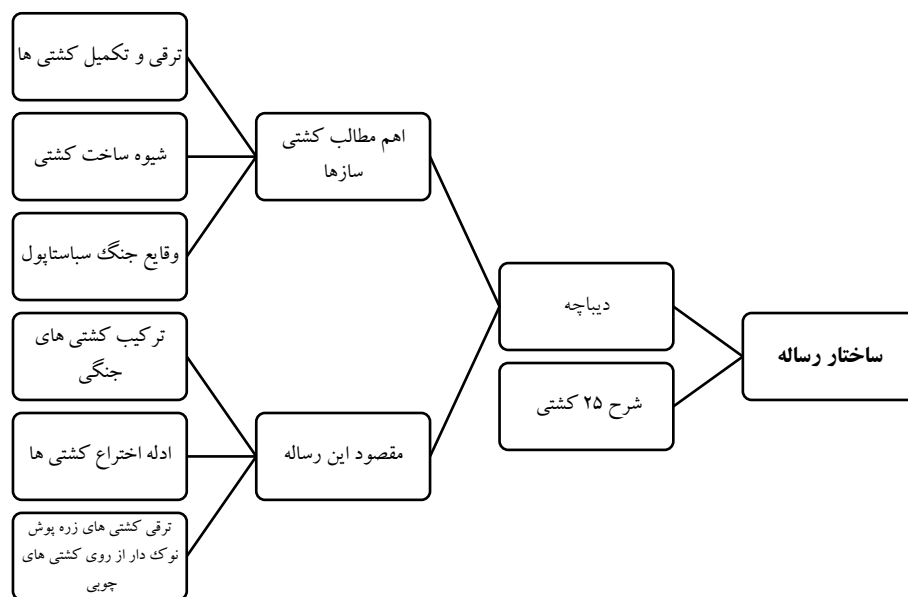 ساختار رساله
دیباچه
شرح ۲۵ کشتی
اهم مطالب کشتی
سازها
مقصود این رساله
ترقی و تکمیل کشتی ها
شیوه ساخت کشتی
وقایع جنگ سباستاپول
ترکیب کشتی های
جنگی
ادله اختراع کشتی ها
ترقی کشتی های زره پوش
نوک دار از روی کشتی های
چوبی